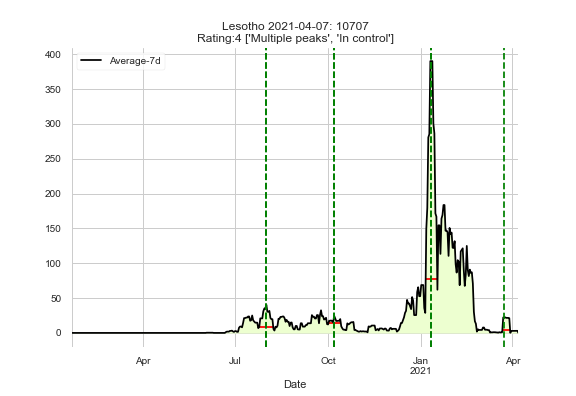 Lesotho 2021-04-07: 10707
Rating:4 ['Multiple peaks', 'In control']
Average-7d
400
350
300
250
200
150
100
50
0
Apr
Jul
Oct
Jan
2021
Apr
Date